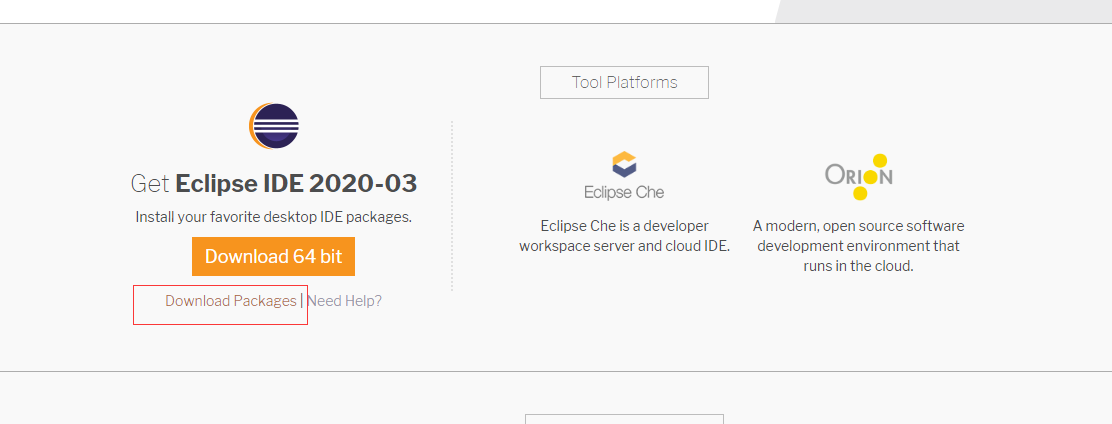 Tool Platforms
Get Eclipse IDE 2020-03
Install your favorite desktop IDE packages.
Download 64 bit
Download Packages | Need Help?
Eclipse Che
Eclipse Che is a developer
workspace server and cloud IDE.
ORION
A modern, open source software
development environment that
runs in the cloud.